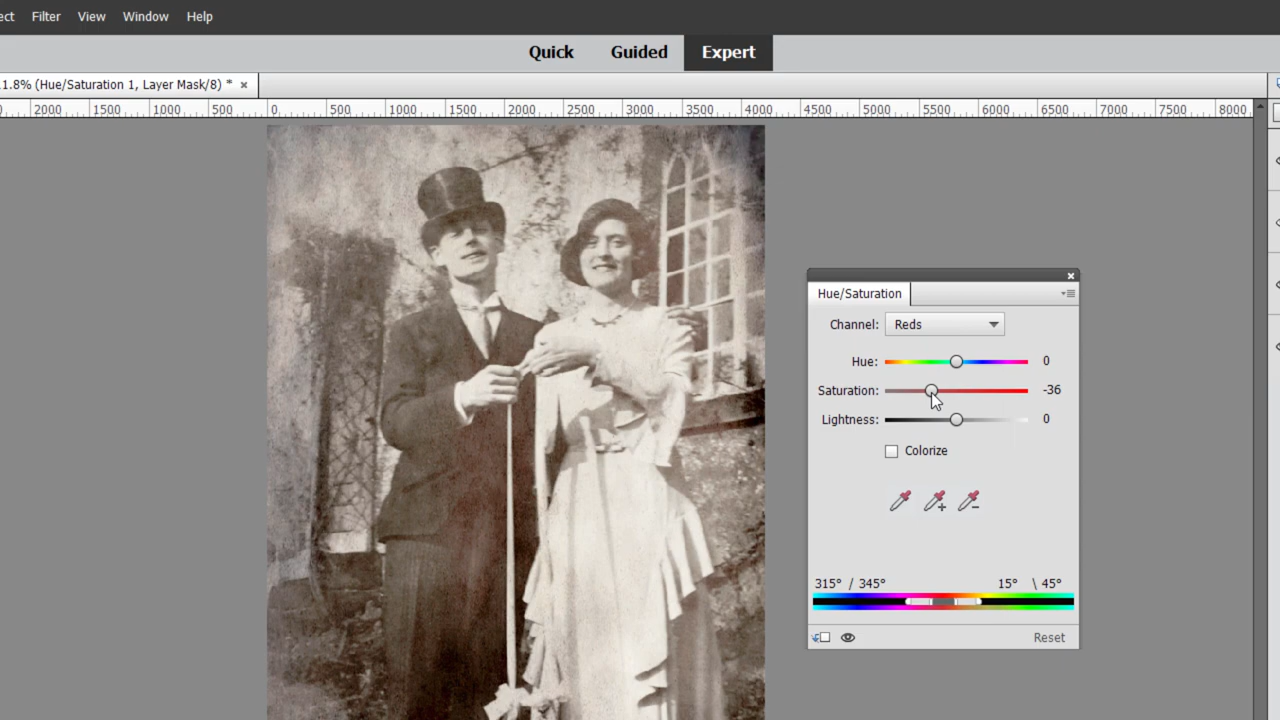 ect Filter View Window Help
Quick Guided Expert
1.8% (Hue/Saturation 1, Layer Mask/8) * ×
2000 1500 1000 500 0 500 1000 1500 2000 2500 3000 3500 4000 4500 5000 5500 6000 6500 7000 7500 8000
Hue/Saturation
Channel: Reds
Hue: 0
Saturation: -36
Lightness: 0
Colorize
315° / 345° 15° \ 45°
Reset